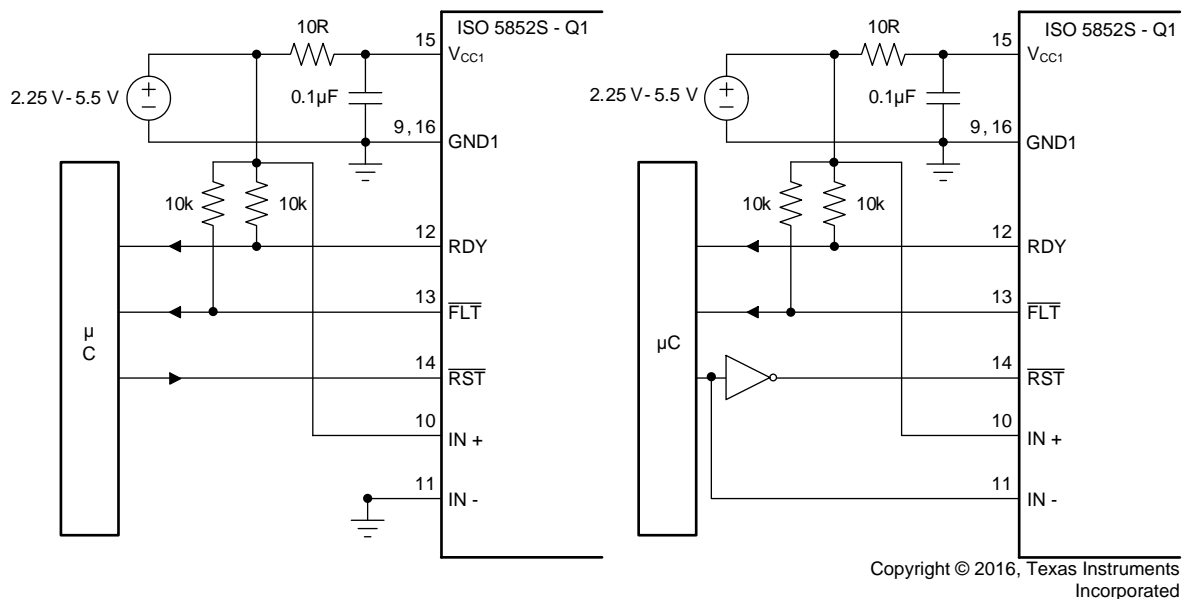 ISO 5852S - Q1
10R
15
V_CC1
2.25 V - 5.5 V
0.1µF
9, 16
GND1
10k
10k
12
RDY
13
FLT
µ
C
14
RST
10
IN +
11
IN -
ISO 5852S - Q1
10R
15
V_CC1
2.25 V - 5.5 V
0.1µF
9, 16
GND1
10k
10k
12
RDY
13
FLT
µC
14
RST
10
IN +
11
IN -
Copyright © 2016, Texas Instruments
Incorporated